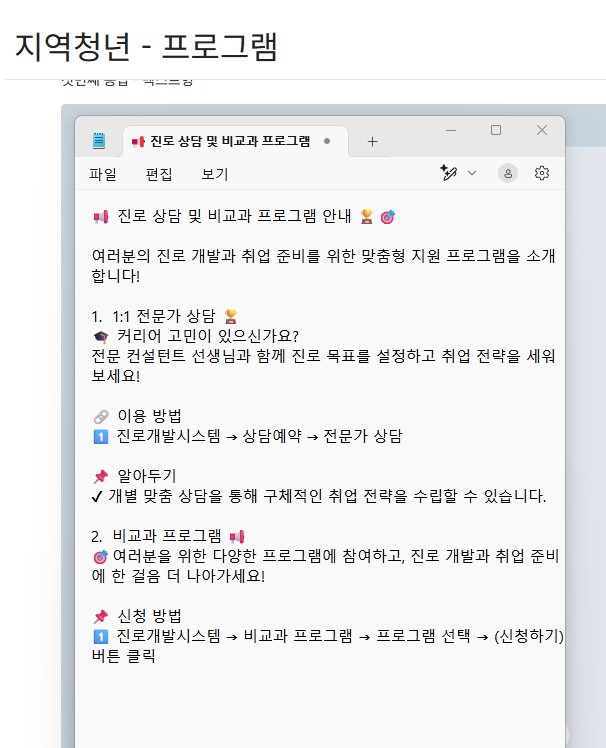 지역청년 - 프로그램
진로 상담 및 비교과 프로그램
파일 편집 보기
📢 진로 상담 및 비교과 프로그램 안내 🏆 🎯
여러분의 진로 개발과 취업 준비를 위한 맞춤형 지원 프로그램을 소개
합니다!
1. 1:1 전문가 상담 🏆
🎓 커리어 고민이 있으신가요?
전문 컨설턴트 선생님과 함께 진로 목표를 설정하고 취업 전략을 세워
보세요!
🔗 이용 방법
1️⃣ 진로개발시스템 → 상담예약 → 전문가 상담
📌 알아두기
✔ 개별 맞춤 상담을 통해 구체적인 취업 전략을 수립할 수 있습니다.
2. 비교과 프로그램 📢
🎯 여러분을 위한 다양한 프로그램에 참여하고, 진로 개발과 취업 준비
에 한 걸음 더 나아가세요!
📌 신청 방법
1️⃣ 진로개발시스템 → 비교과 프로그램 → 프로그램 선택 → (신청하기)
버튼 클릭